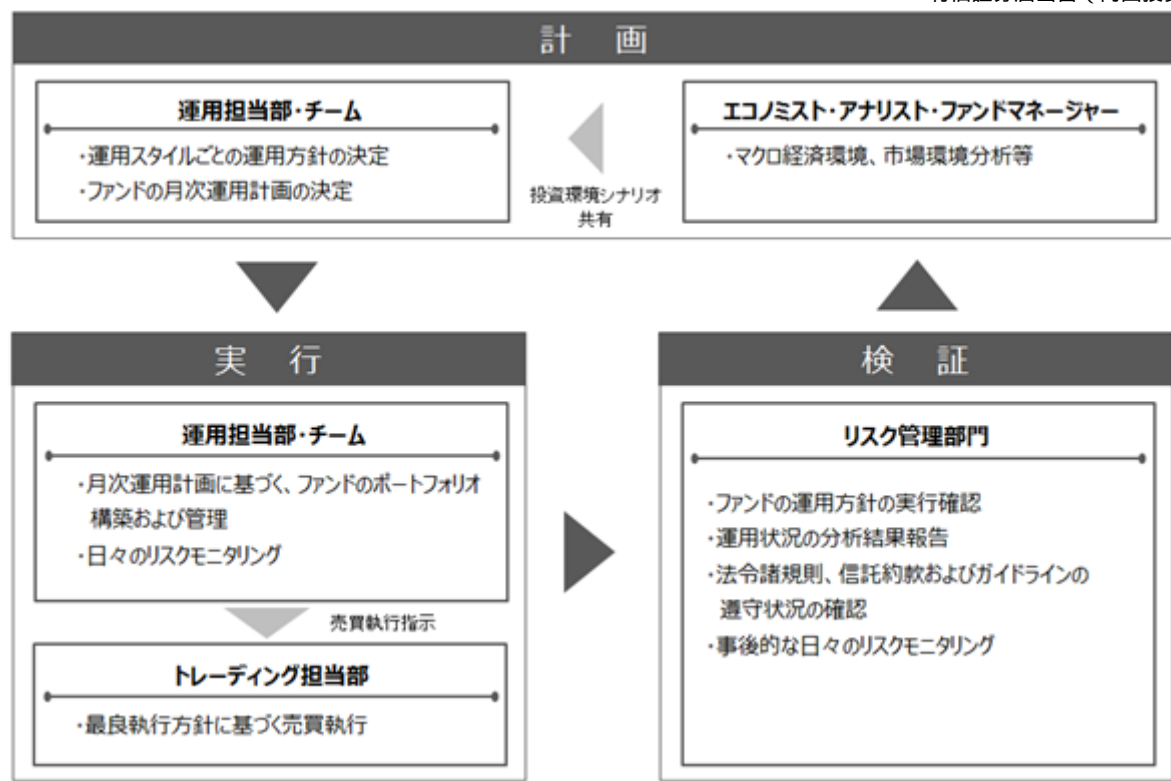 計 画
運用担当部・チーム
・運用スタイルごとの運用方針の決定
・ファンドの月次運用計画の決定
投資環境シナリオ
共有
エコノミスト・アナリスト・ファンドマネージャー
・マクロ経済環境、市場環境分析等
実 行
運用担当部・チーム
・月次運用計画に基づく、ファンドのポートフォリオ
構築および管理
・日々のリスクモニタリング
売買執行指示
トレーディング担当部
・最良執行方針に基づく売買執行
検 証
リスク管理部門
・ファンドの運用方針の実行確認
・運用状況の分析結果報告
・法令諸規則、信託約款およびガイドラインの
遵守状況の確認
・事後的な日々のリスクモニタリング